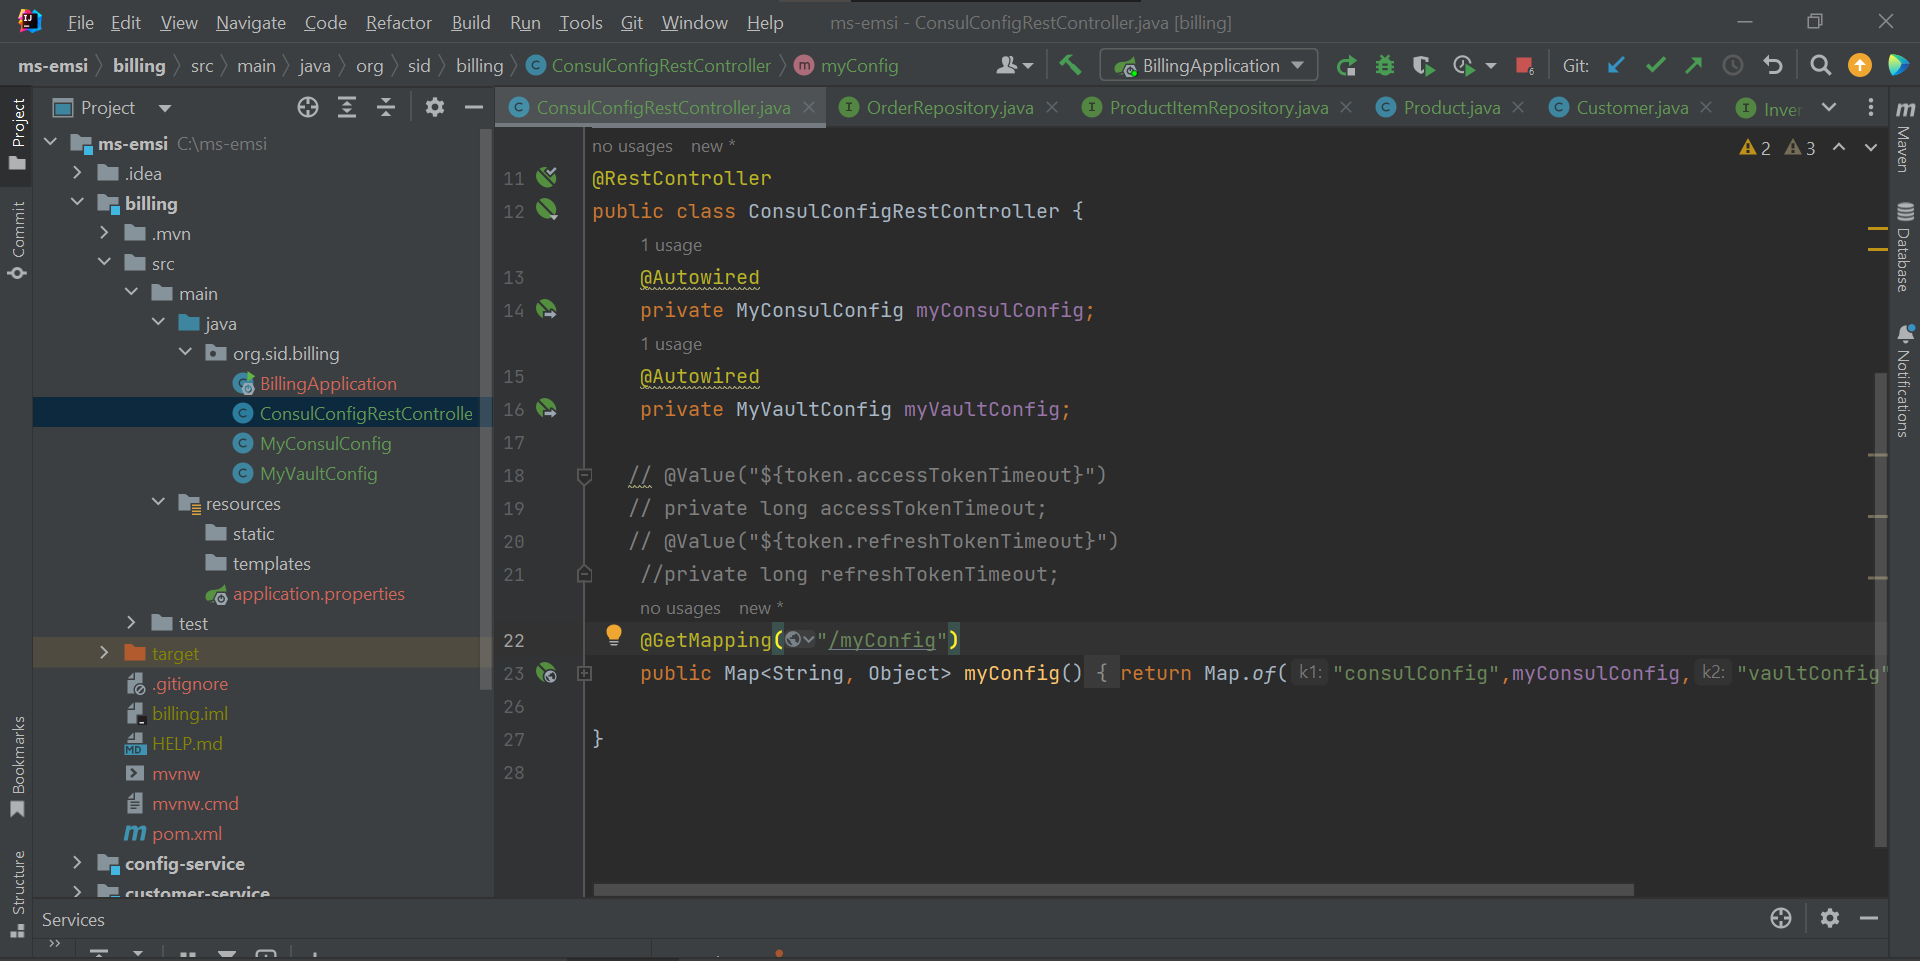 File Edit View Navigate Code Refactor Build Run Tools Git Window Help ms-emsi - ConsulConfigRestController.java [billing]
ms-emsi billing src main java org sid billing ConsulConfigRestController myConfig BillingApplication 6 Git:
Project
ConsulConfigRestController.java OrderRepository.java ProductItemRepository.java Product.java Customer.java Inver
Project
Commit
Bookmarks
Structure
ms-emsi C:\ms-emsi
.idea
billing
.mvn
src
main
java
org.sid.billing
BillingApplication
ConsulConfigRestControlle
MyConsulConfig
MyVaultConfig
resources
static
templates
application.properties
test
target
.gitignore
billing.iml
HELP.md
mvnw
mvnw.cmd
pom.xml
config-service
customer-service
no usages new *
2 3
11 @RestController
12 public class ConsulConfigRestController {
1 usage
13 @Autowired
14 private MyConsulConfig myConsulConfig;
1 usage
15 @Autowired
16 private MyVaultConfig myVaultConfig;
17
18 // @Value("${token.accessTokenTimeout}")
19 // private long accessTokenTimeout;
20 // @Value("${token.refreshTokenTimeout}")
21 //private long refreshTokenTimeout;
no usages new *
22 @GetMapping("/myConfig")
23 public Map<String, Object> myConfig() { return Map.of( k1: "consulConfig",myConsulConfig, k2: "vaultConfig"
26
27 }
28
Maven
Database
Notifications
Services